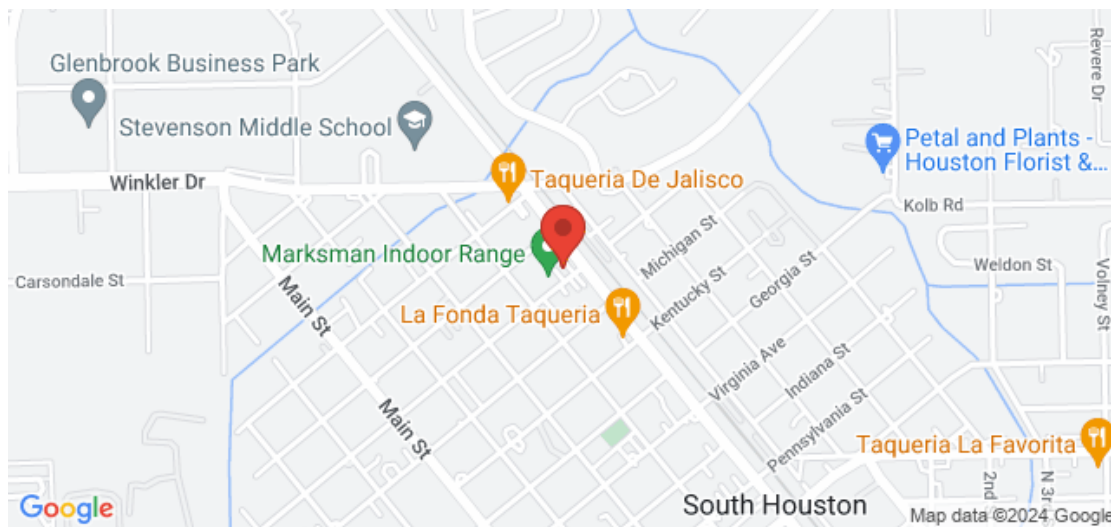 Glenbrook Business Park
Revere Dr
Stevenson Middle School
Petal and Plants -
Houston Florist &...
Winkler Dr
Taqueria De Jalisco
Kolb Rd
Michigan St
Marksman Indoor Range
Carsondale St
Weldon St
Georgia St
Main St
Kentucky St
La Fonda Taqueria
Volney St
Virginia Ave
Indiana St
Main St
Pennsylvania St
Taqueria La Favorita
2nd S
N 3r
South Houston
Google
Map data ©2024 Google